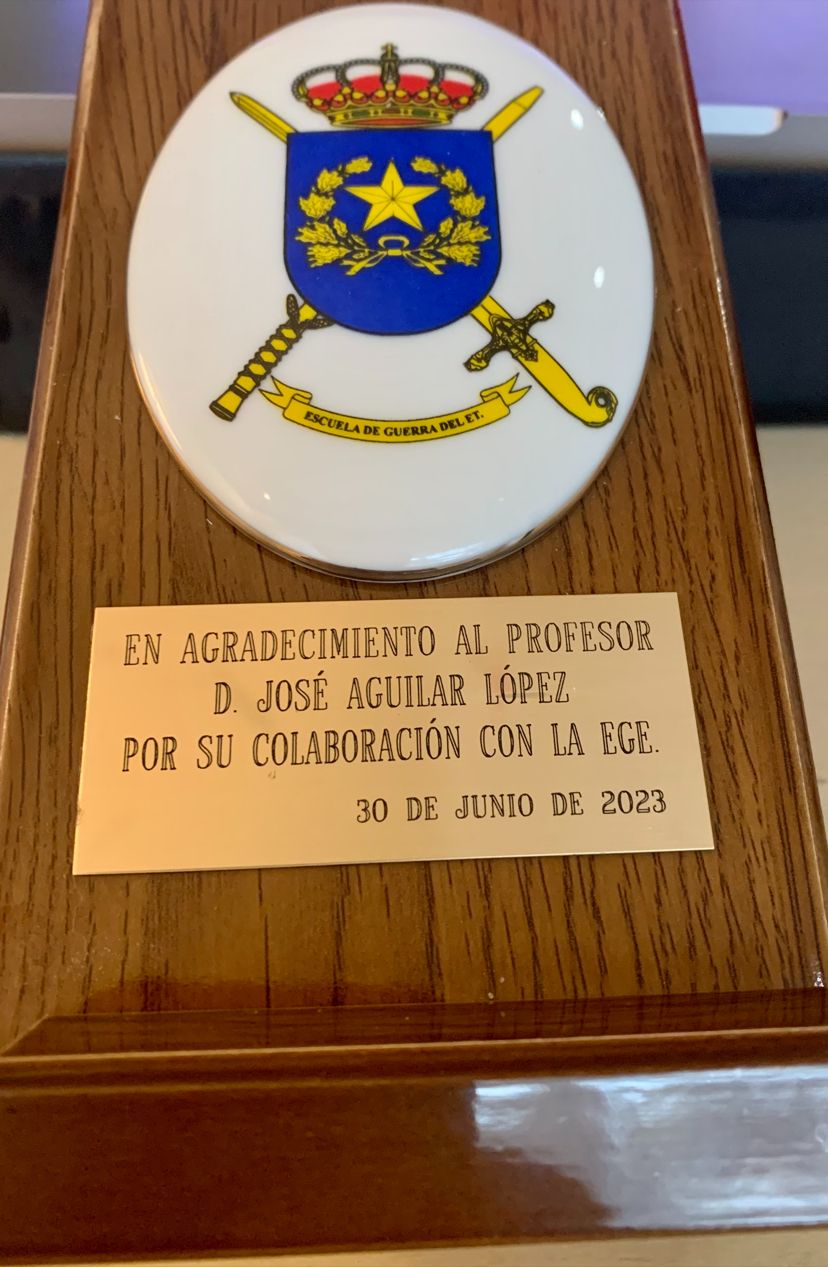 ESCUELA DE GUERRA DEL ET.
EN AGRADECIMIENTO AL PROFESOR
D. JOSÉ AGUILAR LÓPEZ
POR SU COLABORACIÓN CON LA EGE.
30 DE JUNIO DE 2023